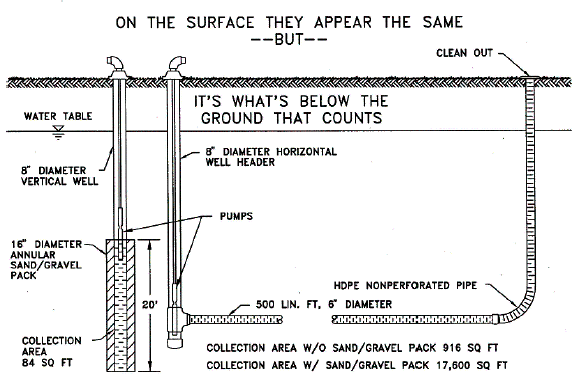 ON THE SURFACE THEY APPEAR THE SAME
--BUT--
CLEAN OUT
IT'S WHAT'S BELOW THE
GROUND THAT COUNTS
WATER TABLE
8" DIAMETER
VERTICAL WELL
8" DIAMETER HORIZONTAL
WELL HEADER
PUMPS
16" DIAMETER
ANNULAR
SAND/GRAVEL
PACK
20'
HDPE NONPERFORATED PIPE
500 LIN. FT, 6" DIAMETER
COLLECTION
AREA
84 SQ FT
COLLECTION AREA W/O SAND/GRAVEL PACK 916 SQ FT
COLLECTION AREA W/ SAND/GRAVEL PACK 17,600 SQ FT